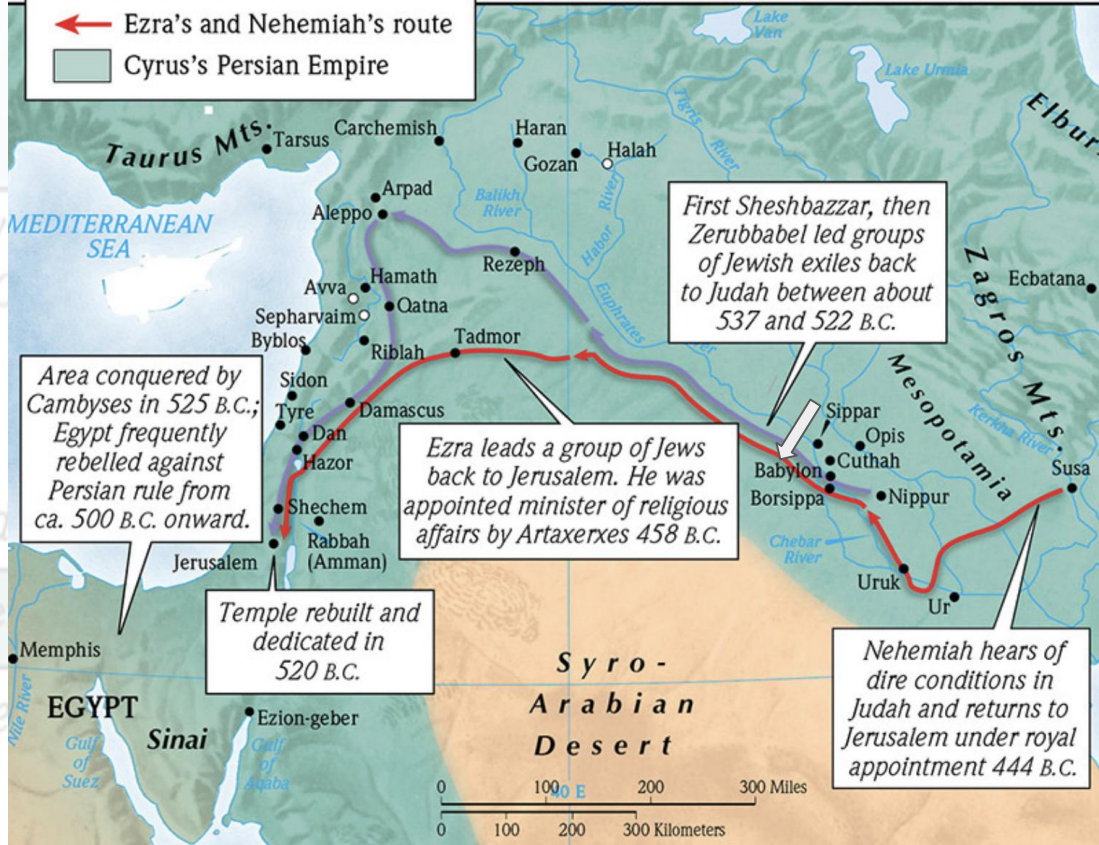 Ezra's and Nehemiah's route
Cyrus's Persian Empire
Lake
Van
Lake Urmia
Tigris
River
Elbur
Taurus Mts.
Tarsus
Carchemish
Haran
Gozan
Halah
Balikh
River
Habor
River
MEDITERRANEAN
SEA
Arpad
Aleppo
Rezeph
Euphrates
First Sheshbazzar, then
Zerubbabel led groups
of Jewish exiles back
to Judah between about
537 and 522 B.C.
Zagros Mts.
Ecbatana
Hamath
Avva
Qatna
Sepharvaim
Byblos
Riblah
Tadmor
Mesopotamia
Kerkha River
Area conquered by
Cambyses in 525 B.C.;
Egypt frequently
rebelled against
Persian rule from
ca. 500 B.C. onward.
Sidon
Tyre
Damascus
Dan
Hazor
Ezra leads a group of Jews
back to Jerusalem. He was
appointed minister of religious
affairs by Artaxerxes 458 B.C.
Sippar
Opis
Cuthah
Babylon
Borsippa
Nippur
Susa
Shechem
Rabbah
(Amman)
Jerusalem
Chebar
River
Uruk
Ur
Temple rebuilt and
dedicated in
520 B.C.
Nehemiah hears of
dire conditions in
Judah and returns to
Jerusalem under royal
appointment 444 B.C.
Memphis
Nile River
EGYPT
Sinai
Gulf
of
Suez
Ezion-geber
Gulf
of
Aqaba
Syro-
Arabian
Desert
40 E
0 100 200 300 Miles
0 100 200 300 Kilometers